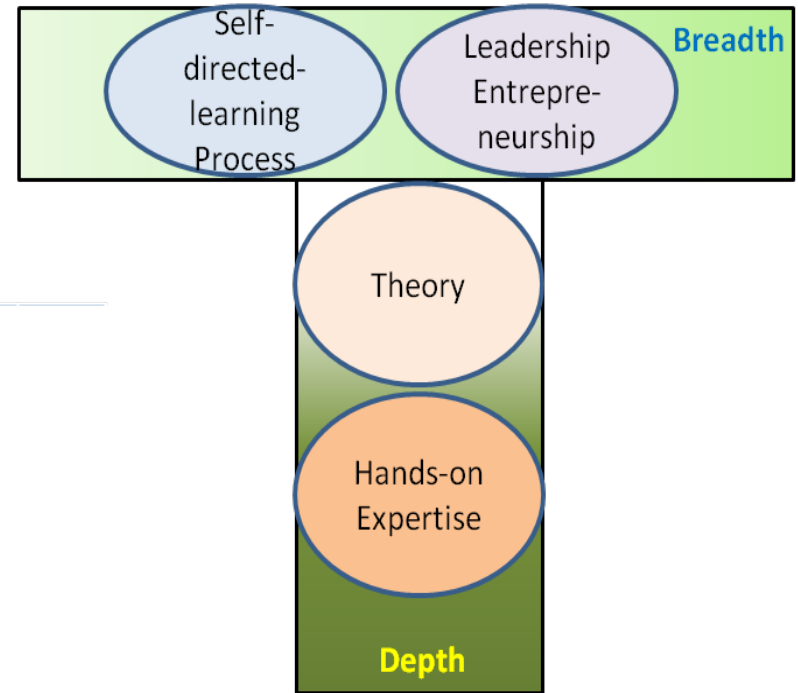 Self-
directed-
learning
Process
Leadership
Entrepre-
neurship
Breadth
Theory
Hands-on
Expertise
Depth